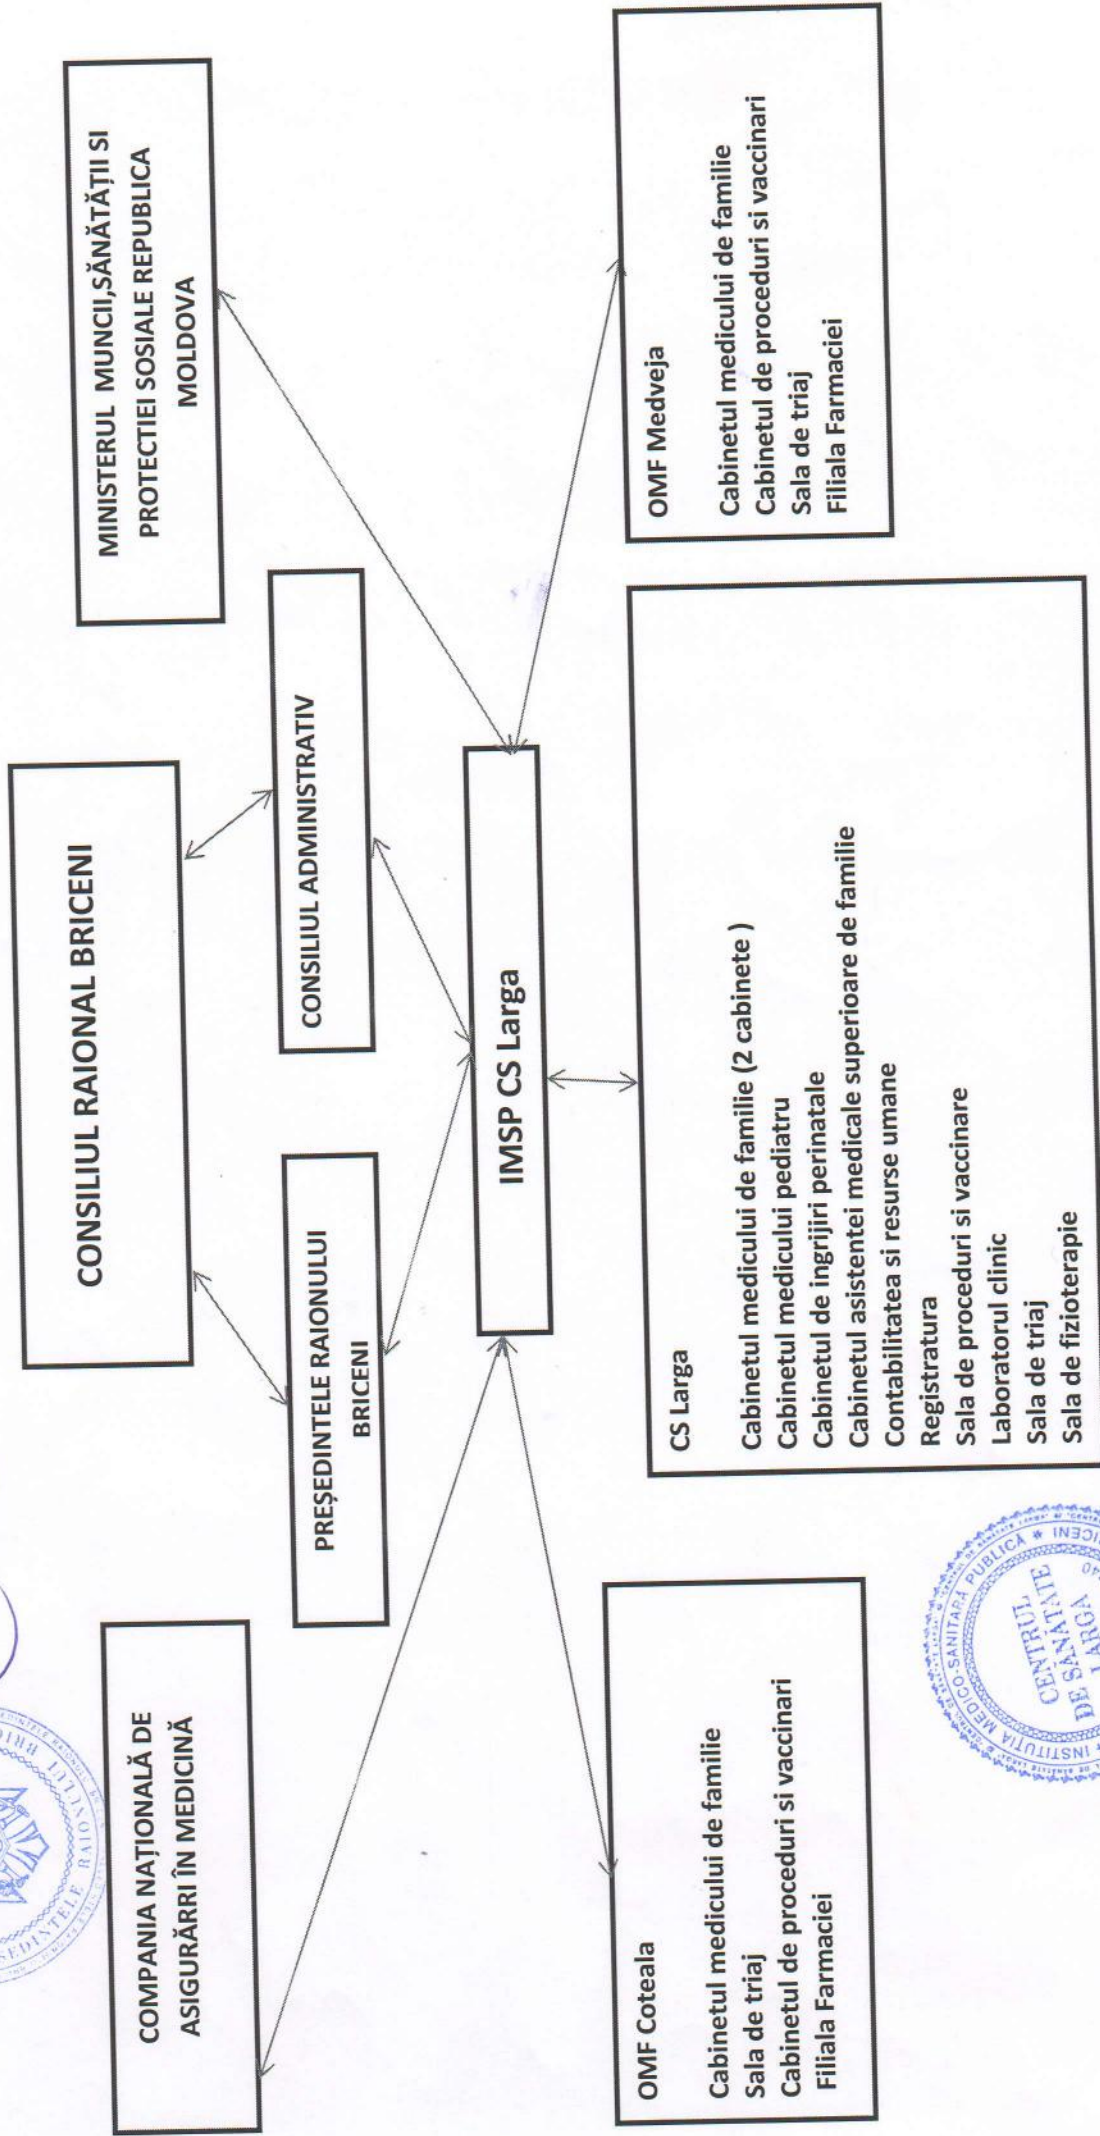 CONSILIUL RAIONAL BRICENI
COMPANIA NAȚIONALĂ DE
ASIGURĂRRI ÎN MEDICINĂ
PREȘEDINTELE RAIONULUI
BRICENI
CONSILIUL ADMINISTRATIV
MINISTERUL MUNCII,SĂNĂTĂȚII SI
PROTECTIEI SOSIALE REPUBLICA
MOLDOVA
IMSP CS Larga
OMF Coteala
Cabinetul medicului de familie
Sala de triaj
Cabinetul de proceduri si vaccinari
Filiala Farmaciei
CS Larga
Cabinetul medicului de familie (2 cabinete )
Cabinetul medicului pediatru
Cabinetul de ingrijiri perinatale
Cabinetul asistentei medicale superioare de familie
Contabilitatea si resurse umane
Registratura
Sala de proceduri si vaccinare
Laboratorul clinic
Sala de triaj
Sala de fizioterapie
OMF Medveja
Cabinetul medicului de familie
Cabinetul de proceduri si vaccinari
Sala de triaj
Filiala Farmaciei
INSTITUȚIA MEDICO-SANITARĂ PUBLICĂ
CENTRUL
DE SĂNĂTATE
LARGA